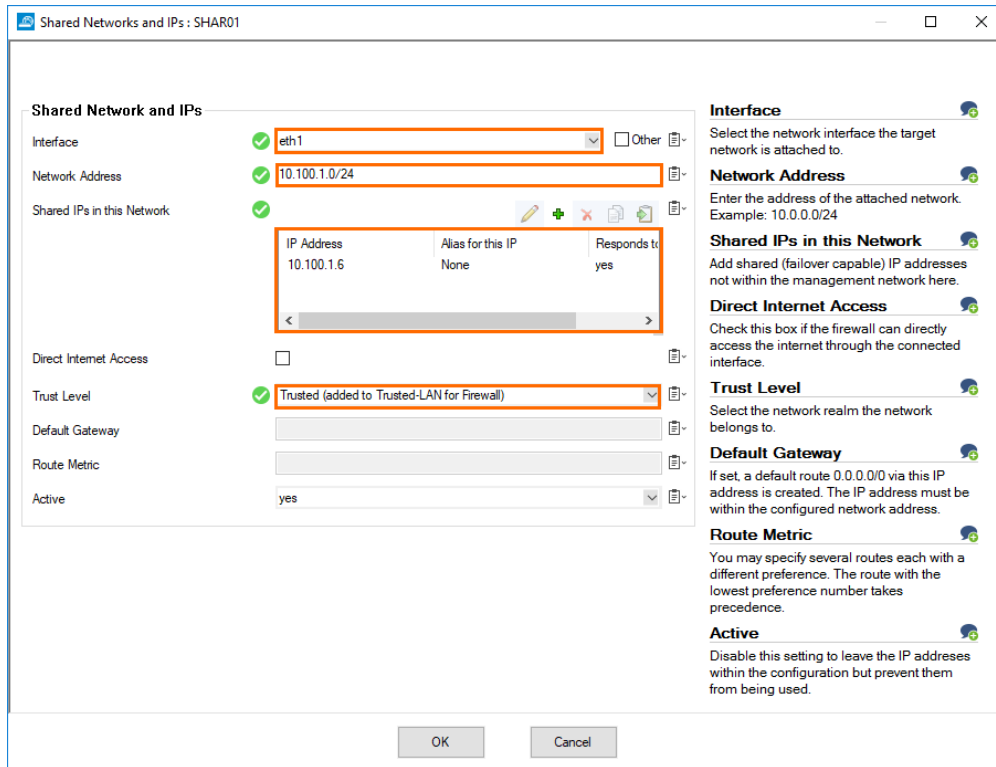 Shared Networks and IPs : SHAR01
Shared Network and IPs
Interface
eth1
Other
Network Address
10.100.1.0/24
Shared IPs in this Network
IP Address Alias for this IP Responds to
10.100.1.6 None yes
Direct Internet Access
Trust Level
Trusted (added to Trusted-LAN for Firewall)
Default Gateway
Route Metric
Active
yes
Interface
Select the network interface the target
network is attached to.
Network Address
Enter the address of the attached network.
Example: 10.0.0.0/24
Shared IPs in this Network
Add shared (failover capable) IP addresses
not within the management network here.
Direct Internet Access
Check this box if the firewall can directly
access the internet through the connected
interface.
Trust Level
Select the network realm the network
belongs to.
Default Gateway
If set, a default route 0.0.0.0/0 via this IP
address is created. The IP address must be
within the configured network address.
Route Metric
You may specify several routes each with a
different preference. The route with the
lowest preference number takes
precedence.
Active
Disable this setting to leave the IP addreses
within the configuration but prevent them
from being used.
OK
Cancel